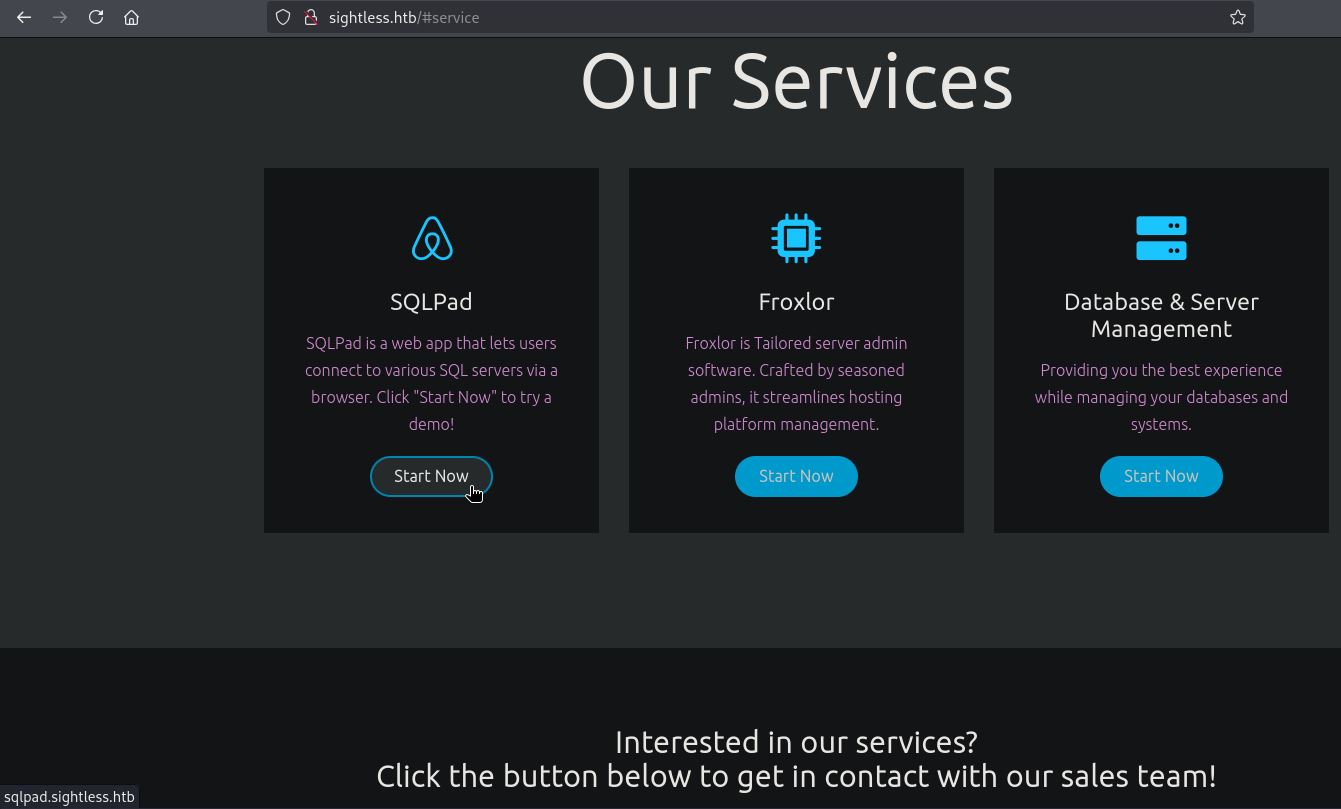 sightless.htb/#service
Our Services
SQLPad
SQLPad is a web app that lets users
connect to various SQL servers via a
browser. Click "Start Now" to try a
demo!
Start Now
Froxlor
Froxlor is Tailored server admin
software. Crafted by seasoned
admins, it streamlines hosting
platform management.
Start Now
Database & Server
Management
Providing you the best experience
while managing your databases and
systems.
Start Now
Interested in our services?
Click the button below to get in contact with our sales team!
sqlpad.sightless.htb